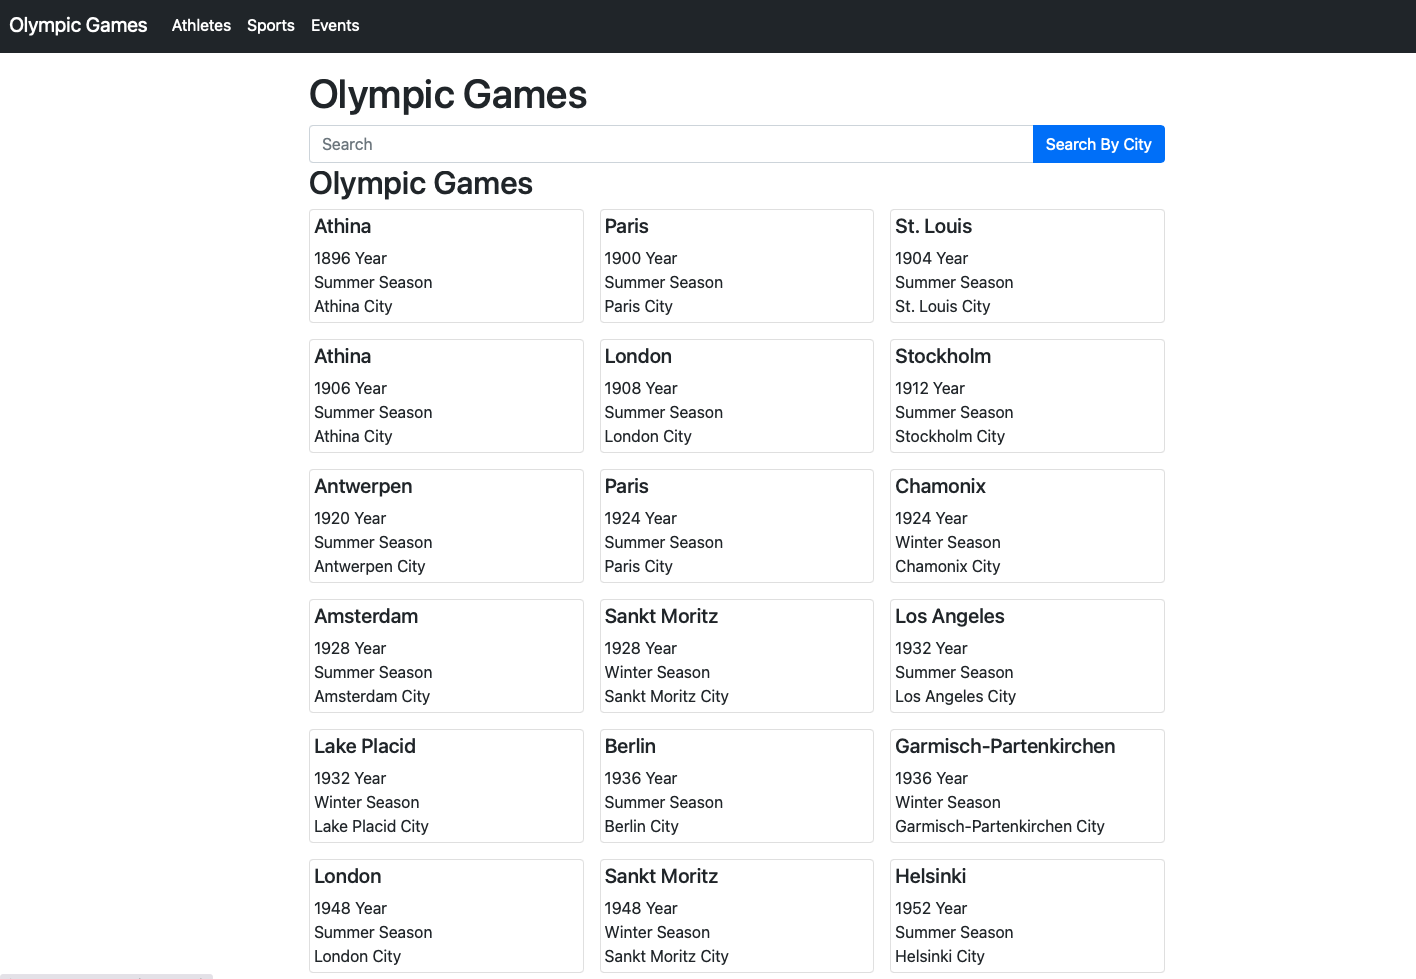 Olympic Games Athletes Sports Events
Olympic Games
Search Search By City
Olympic Games
Athina
1896 Year
Summer Season
Athina City
Paris
1900 Year
Summer Season
Paris City
St. Louis
1904 Year
Summer Season
St. Louis City
Athina
1906 Year
Summer Season
Athina City
London
1908 Year
Summer Season
London City
Stockholm
1912 Year
Summer Season
Stockholm City
Antwerpen
1920 Year
Summer Season
Antwerpen City
Paris
1924 Year
Summer Season
Paris City
Chamonix
1924 Year
Winter Season
Chamonix City
Amsterdam
1928 Year
Summer Season
Amsterdam City
Sankt Moritz
1928 Year
Winter Season
Sankt Moritz City
Los Angeles
1932 Year
Summer Season
Los Angeles City
Lake Placid
1932 Year
Winter Season
Lake Placid City
Berlin
1936 Year
Summer Season
Berlin City
Garmisch-Partenkirchen
1936 Year
Winter Season
Garmisch-Partenkirchen City
London
1948 Year
Summer Season
London City
Sankt Moritz
1948 Year
Winter Season
Sankt Moritz City
Helsinki
1952 Year
Summer Season
Helsinki City